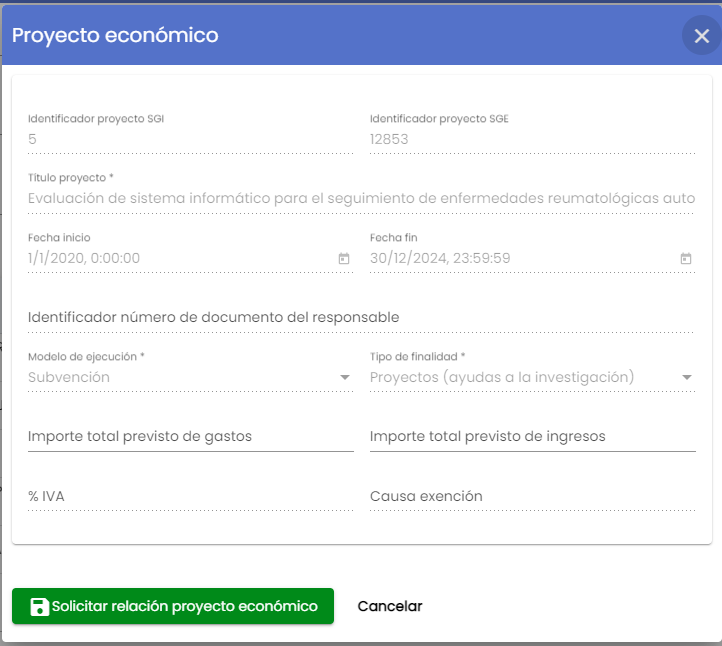 Proyecto económico
Identificador proyecto SGI
Identificador proyecto SGE
5
12853
Titulo proyecto *
Evaluación de sistema informático para el seguimiento de enfermedades reumatológicas auto
Fecha inicio
Fecha fin
1/1/2020, 0:00:00
30/12/2024, 23:59:59
Identificador número de documento del responsable
Modelo de ejecución *
Tipo de finalidad *
Subvención
Proyectos (ayudas a la investigación)
Importe total previsto de gastos
Importe total previsto de ingresos
% IVA
Causa exención
Solicitar relación proyecto económico
Cancelar